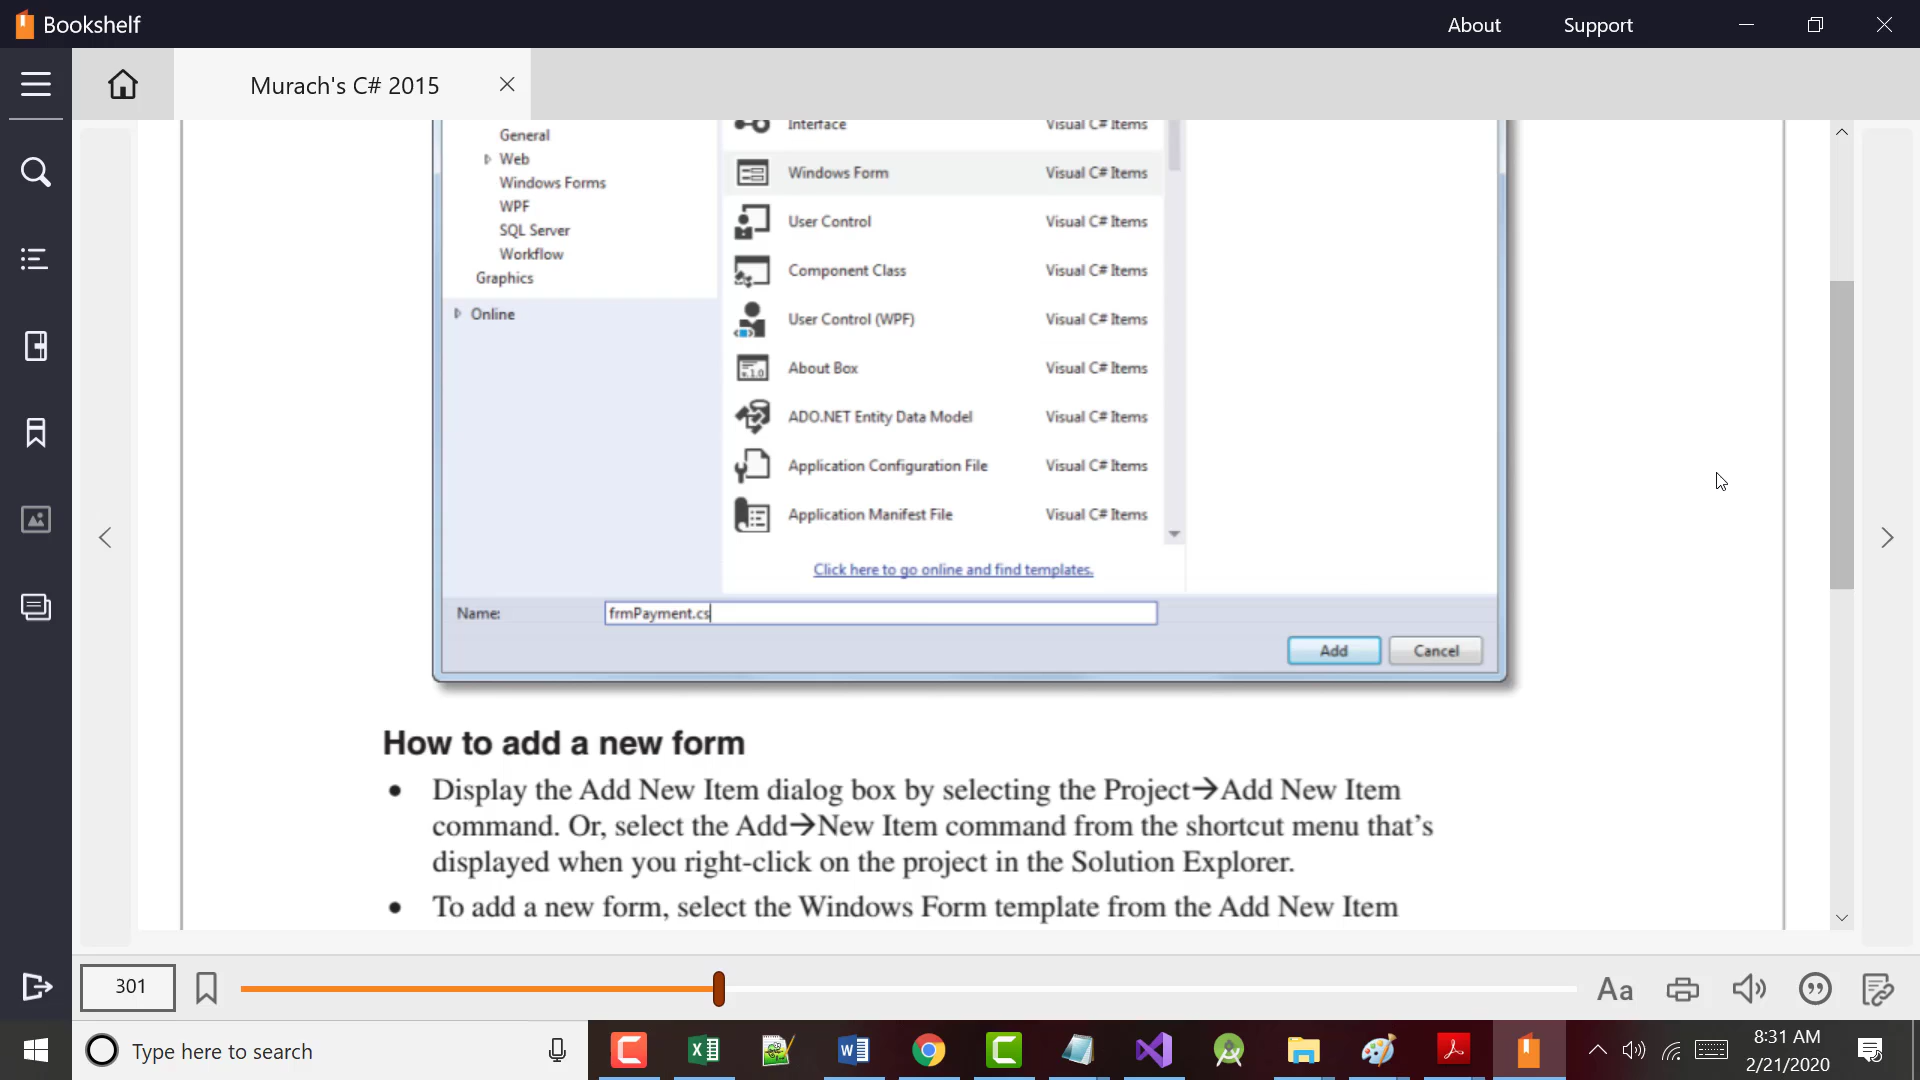 Bookshelf
About
Support
Murach's C# 2015
General
Web
Windows Forms
WPF
SQL Server
Workflow
Graphics
Online
Interface Visual C# Items
Windows Form Visual C# Items
User Control Visual C# Items
Component Class Visual C# Items
User Control (WPF) Visual C# Items
About Box Visual C# Items
ADO.NET Entity Data Model Visual C# Items
Application Configuration File Visual C# Items
Application Manifest File Visual C# Items
Click here to go online and find templates.
Name: frmPayment.cs
Add Cancel
How to add a new form
• Display the Add New Item dialog box by selecting the Project→Add New Item
command. Or, select the Add→New Item command from the shortcut menu that's
displayed when you right-click on the project in the Solution Explorer.
• To add a new form, select the Windows Form template from the Add New Item
301
Aa
Type here to search
8:31 AM
2/21/2020